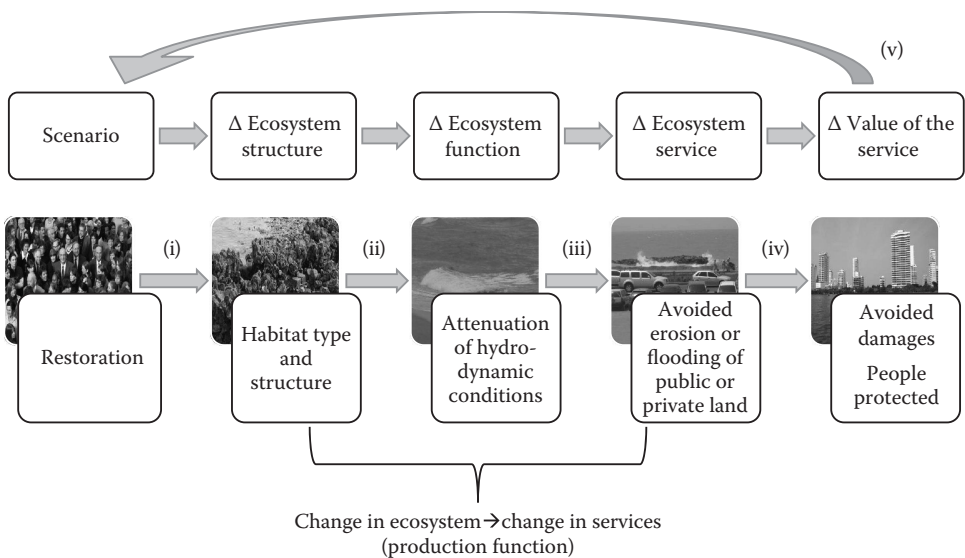 (v)
Scenario
Δ Ecosystem
structure
Δ Ecosystem
function
Δ Ecosystem
service
Δ Value of the
service
(i)
(ii)
(iii)
(iv)
Restoration
Habitat type
and
structure
Attenuation
of hydro-
dynamic
conditions
Avoided
erosion or
flooding of
public or
private land
Avoided
damages
People
protected
Change in ecosystem→change in services
(production function)